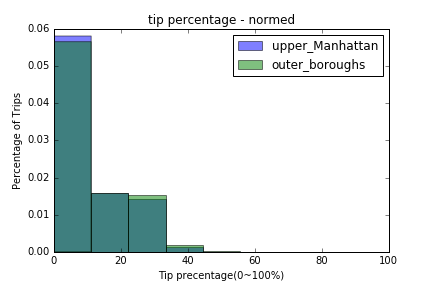 tip percentage - normed
upper_Manhattan
outer_boroughs
Percentage of Trips
0.06
0.05
0.04
0.03
0.02
0.01
0.00
0 20 40 60 80 100
Tip precentage(0~100%)